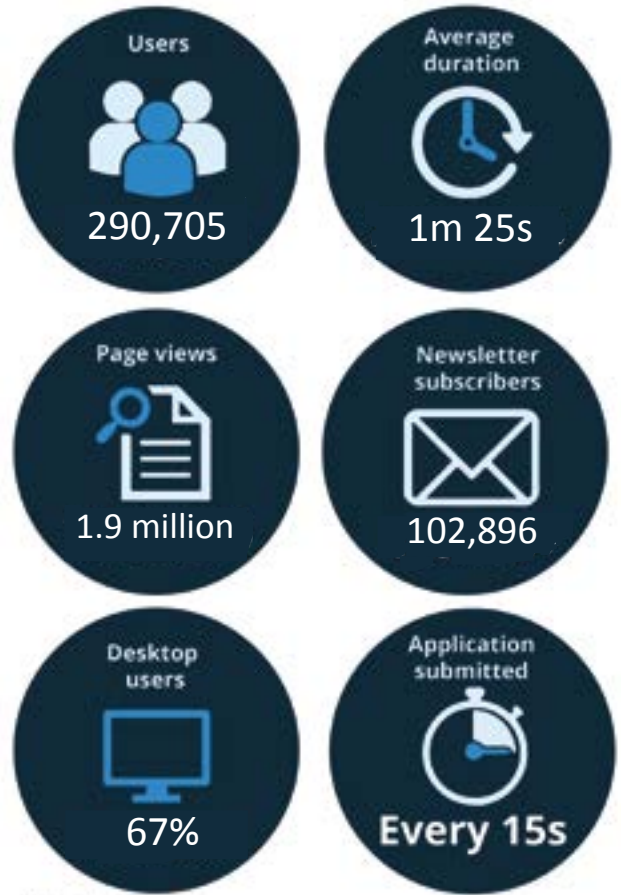 Users
290,705
Average
duration
1m 25s
Page views
1.9 million
Newsletter
subscribers
102,896
Desktop
users
67%
Application
submitted
Every 15s